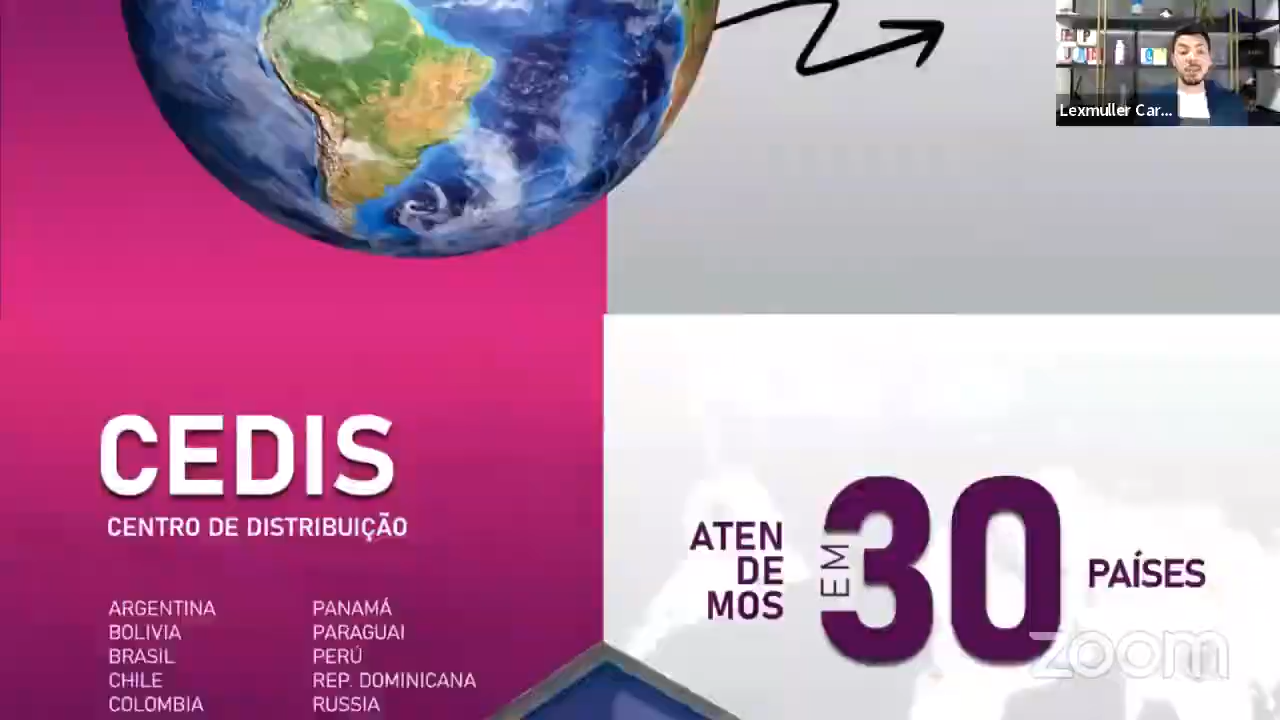 Lexmuller Car...
CEDIS
CENTRO DE DISTRIBUIÇÃO
ARGENTINA
BOLIVIA
BRASIL
CHILE
COLOMBIA
PANAMÁ
PARAGUAI
PERÚ
REP. DOMINICANA
RUSSIA
ATEN
DE
MOS
EM
30
PAÍSES
zoom